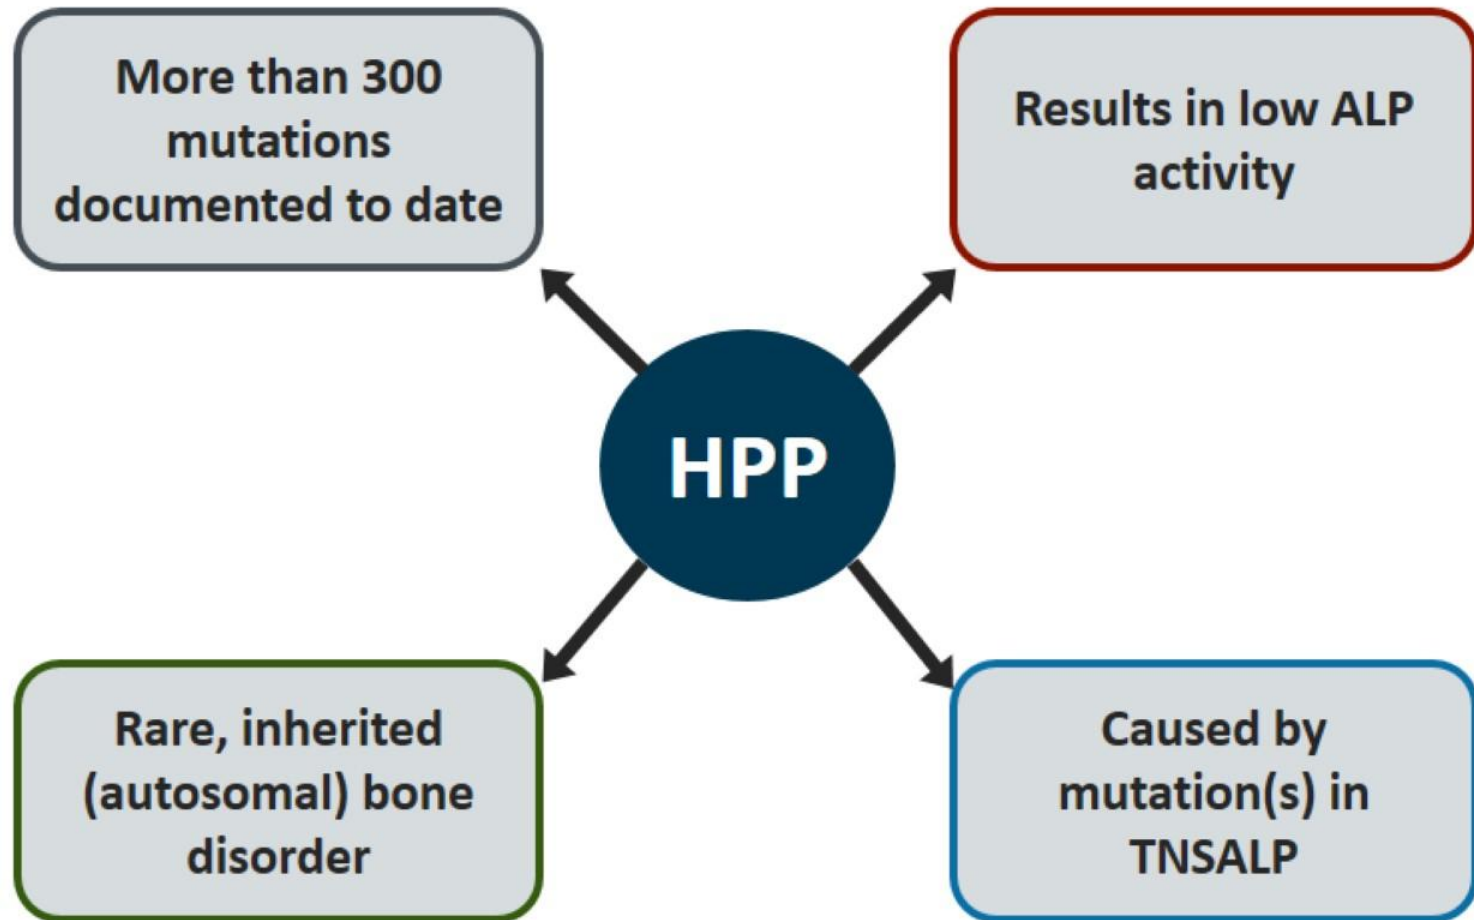 More than 300
mutations
documented to date
Results in low ALP
activity
HPP
Rare, inherited
(autosomal) bone
disorder
Caused by
mutation(s) in
TNSALP